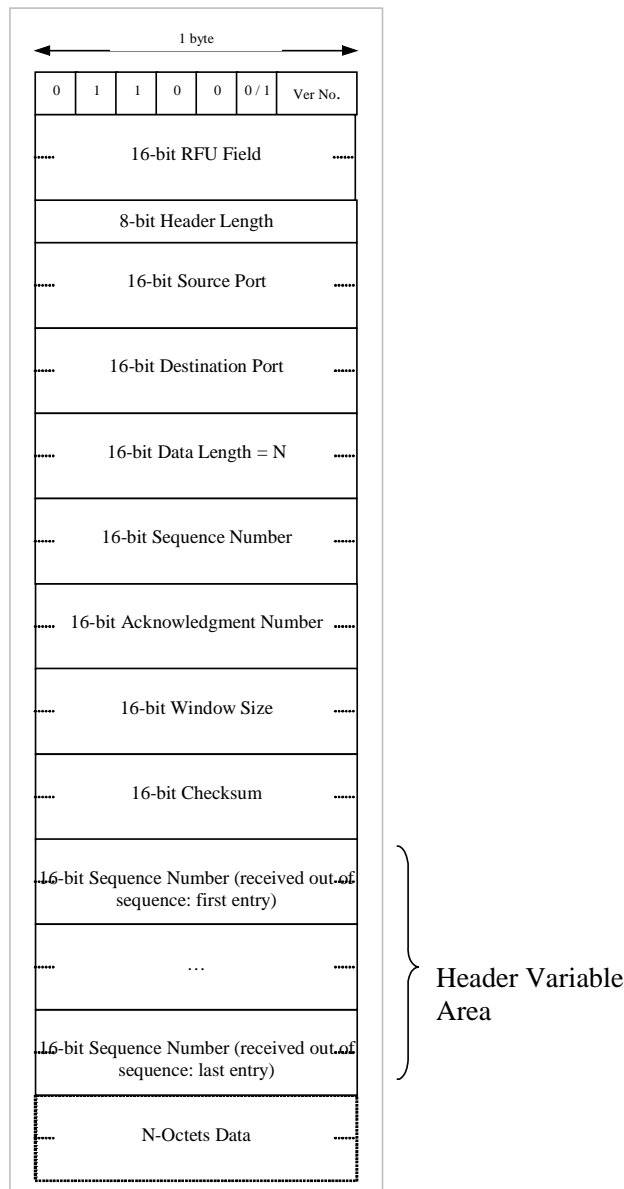 1 byte
0 1 1 0 0 0 / 1 Ver No.
16-bit RFU Field
8-bit Header Length
16-bit Source Port
16-bit Destination Port
16-bit Data Length = N
16-bit Sequence Number
16-bit Acknowledgment Number
16-bit Window Size
16-bit Checksum
16-bit Sequence Number (received out of
sequence: first entry)
…
16-bit Sequence Number (received out of
sequence: last entry)
Header Variable
Area
N-Octets Data